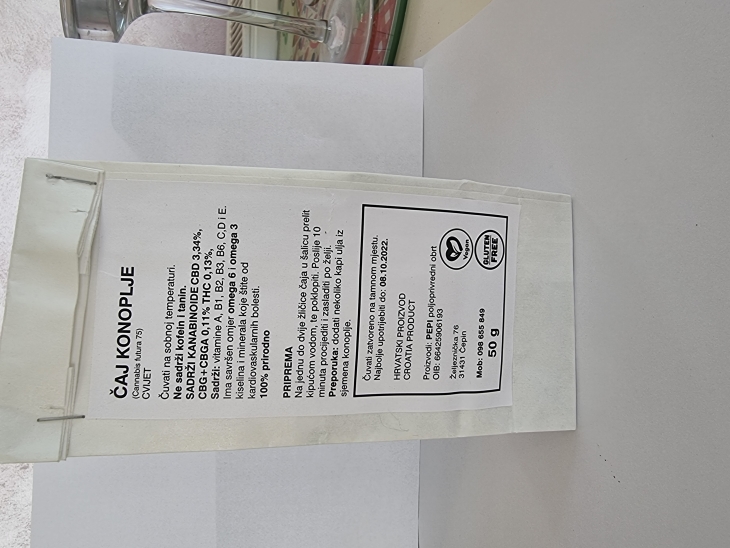 ČAJ KONOPLJE
(Cannabis futura 75)
CVIJET
Čuvati na sobnoj temperaturi.
Ne sadrži kofein i tanin.
SADRŽI KANABINOIDE CBD 3,34%,
CBG+CBGA 0,11% THC 0,13%,
Sadrži: vitamine A, B1, B2, B3, B6, C,D i E.
Ima savršen omjer omega 6 i omega 3
kiselina i minerala koje štite od
kardiovaskularnih bolesti.
100% prirodno
PRIPREMA
Na jednu do dvije žličice čaja u šalicu prelit
kipućom vodom, te poklopiti. Poslije 10
minuta procijediti i zasladiti po želji.
Preporuka: dodati nekoliko kapi ulja iz
sjemena konoplje.
Čuvati zatvoreno na tamnom mjestu.
Najbolje upotrijebiti do: 08.10.2022.
HRVATSKI PROIZVOD
CROATIA PRODUCT
Proizvodi: PEPI poljoprivredni obrt
OIB: 66425906193
Željeznička 76
31431 Čepin
Mob: 098 655 849
50 g
Vegan
GLUTEN
FREE